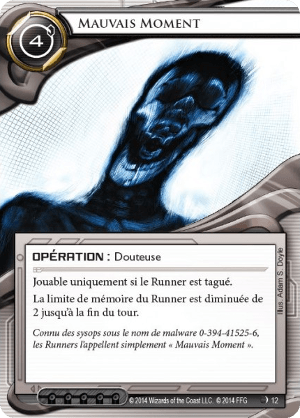 Mauvais Moment
4
OPÉRATION : Douteuse
Jouable uniquement si le Runner est tagué.
La limite de mémoire du Runner est diminuée de
2 jusqu'à la fin du tour.
Connu des sysops sous le nom de malware 0-394-41525-6,
les Runners l'appellent simplement « Mauvais Moment ».
Illus. Adam S. Doyle
© 2014 Wizards of the Coast LLC. © 2014 FFG
12